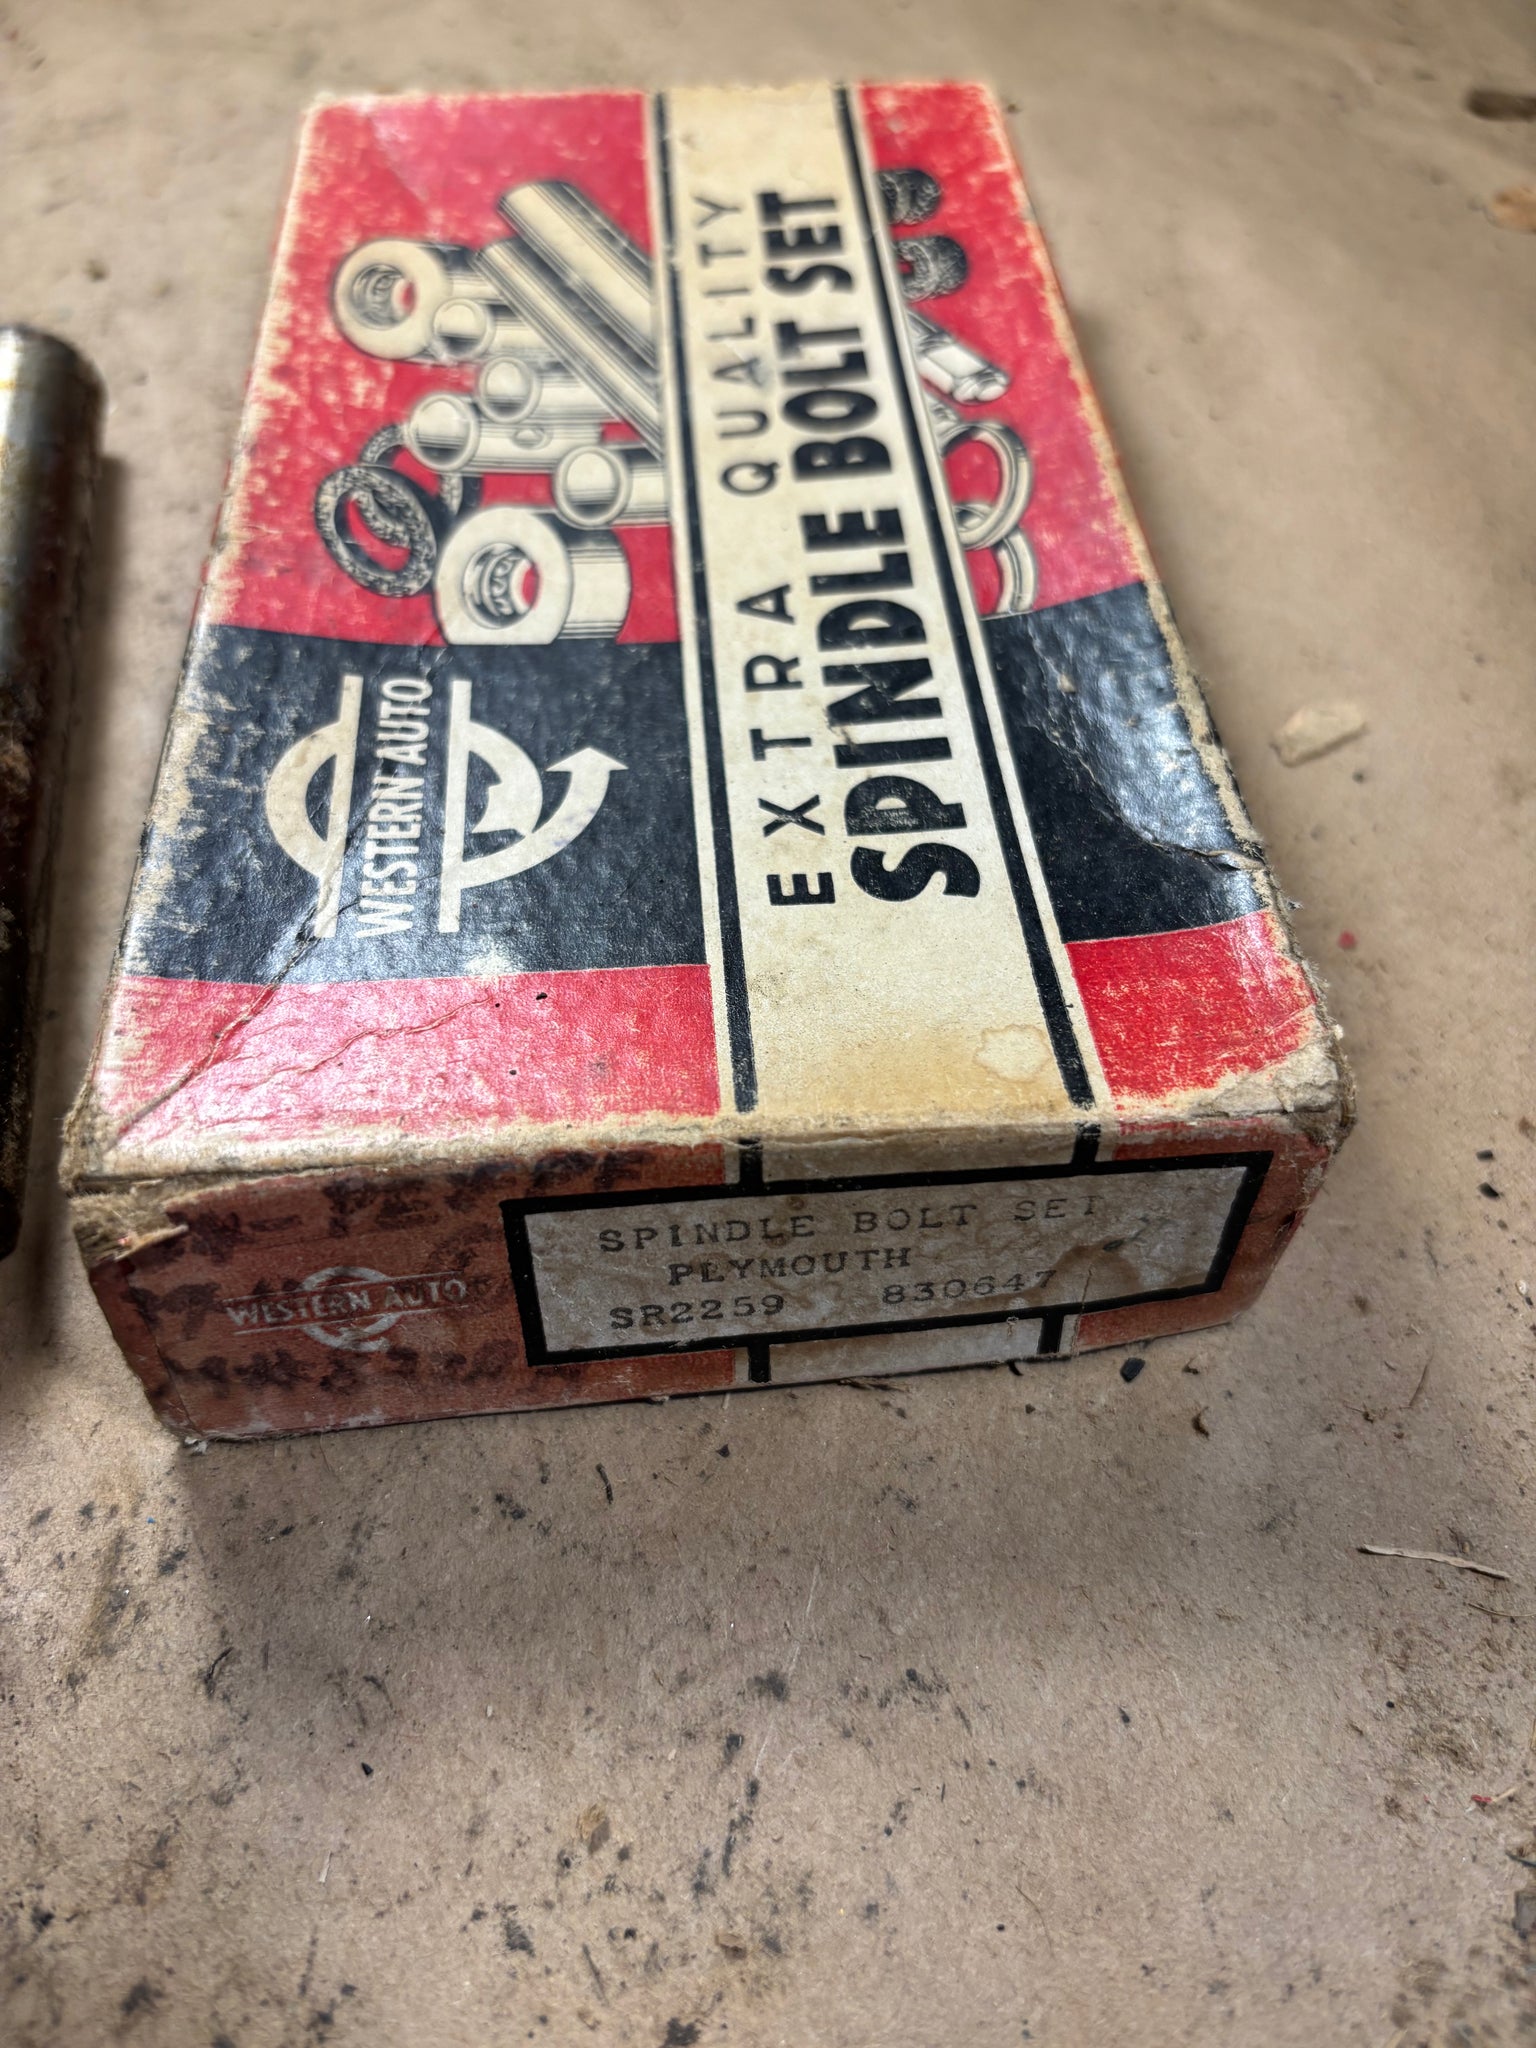 EXTRA QUALITY
SPINDLE BOLT SET
WESTERN AUTO
SPINDLE BOLT SET
PLYMOUTH
SR2259 830647
WESTERN AUTO